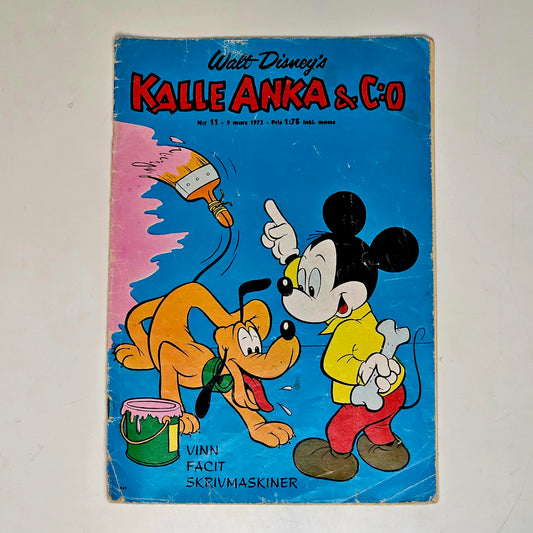 Walt Disney's
KALLE ANKA & C:O
Nr 11 - 9 mars 1972 - Pris 1:75 inkl. moms
VINN
FACIT
SKRIVMASKINER